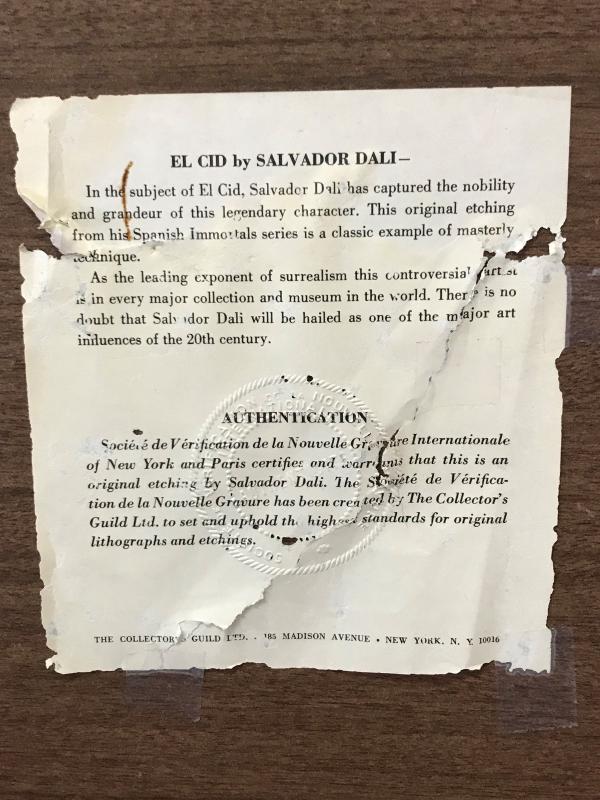 EL CID by SALVADOR DALI—
In the subject of El Cid, Salvador Dali has captured the nobility
and grandeur of this legendary character. This original etching
from his Spanish Immortals series is a classic example of masterly
technique.
As the leading exponent of surrealism this controversial artist
is in every major collection and museum in the world. There is no
doubt that Salvador Dali will be hailed as one of the major art
influences of the 20th century.
AUTHENTICATION
Société de Vérification de la Nouvelle Gravure Internationale
of New York and Paris certifies and warrants that this is an
original etching by Salvador Dali. The Société de Vérifica-
tion de la Nouvelle Gravure has been created by The Collector's
Guild Ltd. to set and uphold the highest standards for original
lithographs and etchings.
THE COLLECTOR'S GUILD LTD. • 185 MADISON AVENUE • NEW YORK, N. Y. 10016